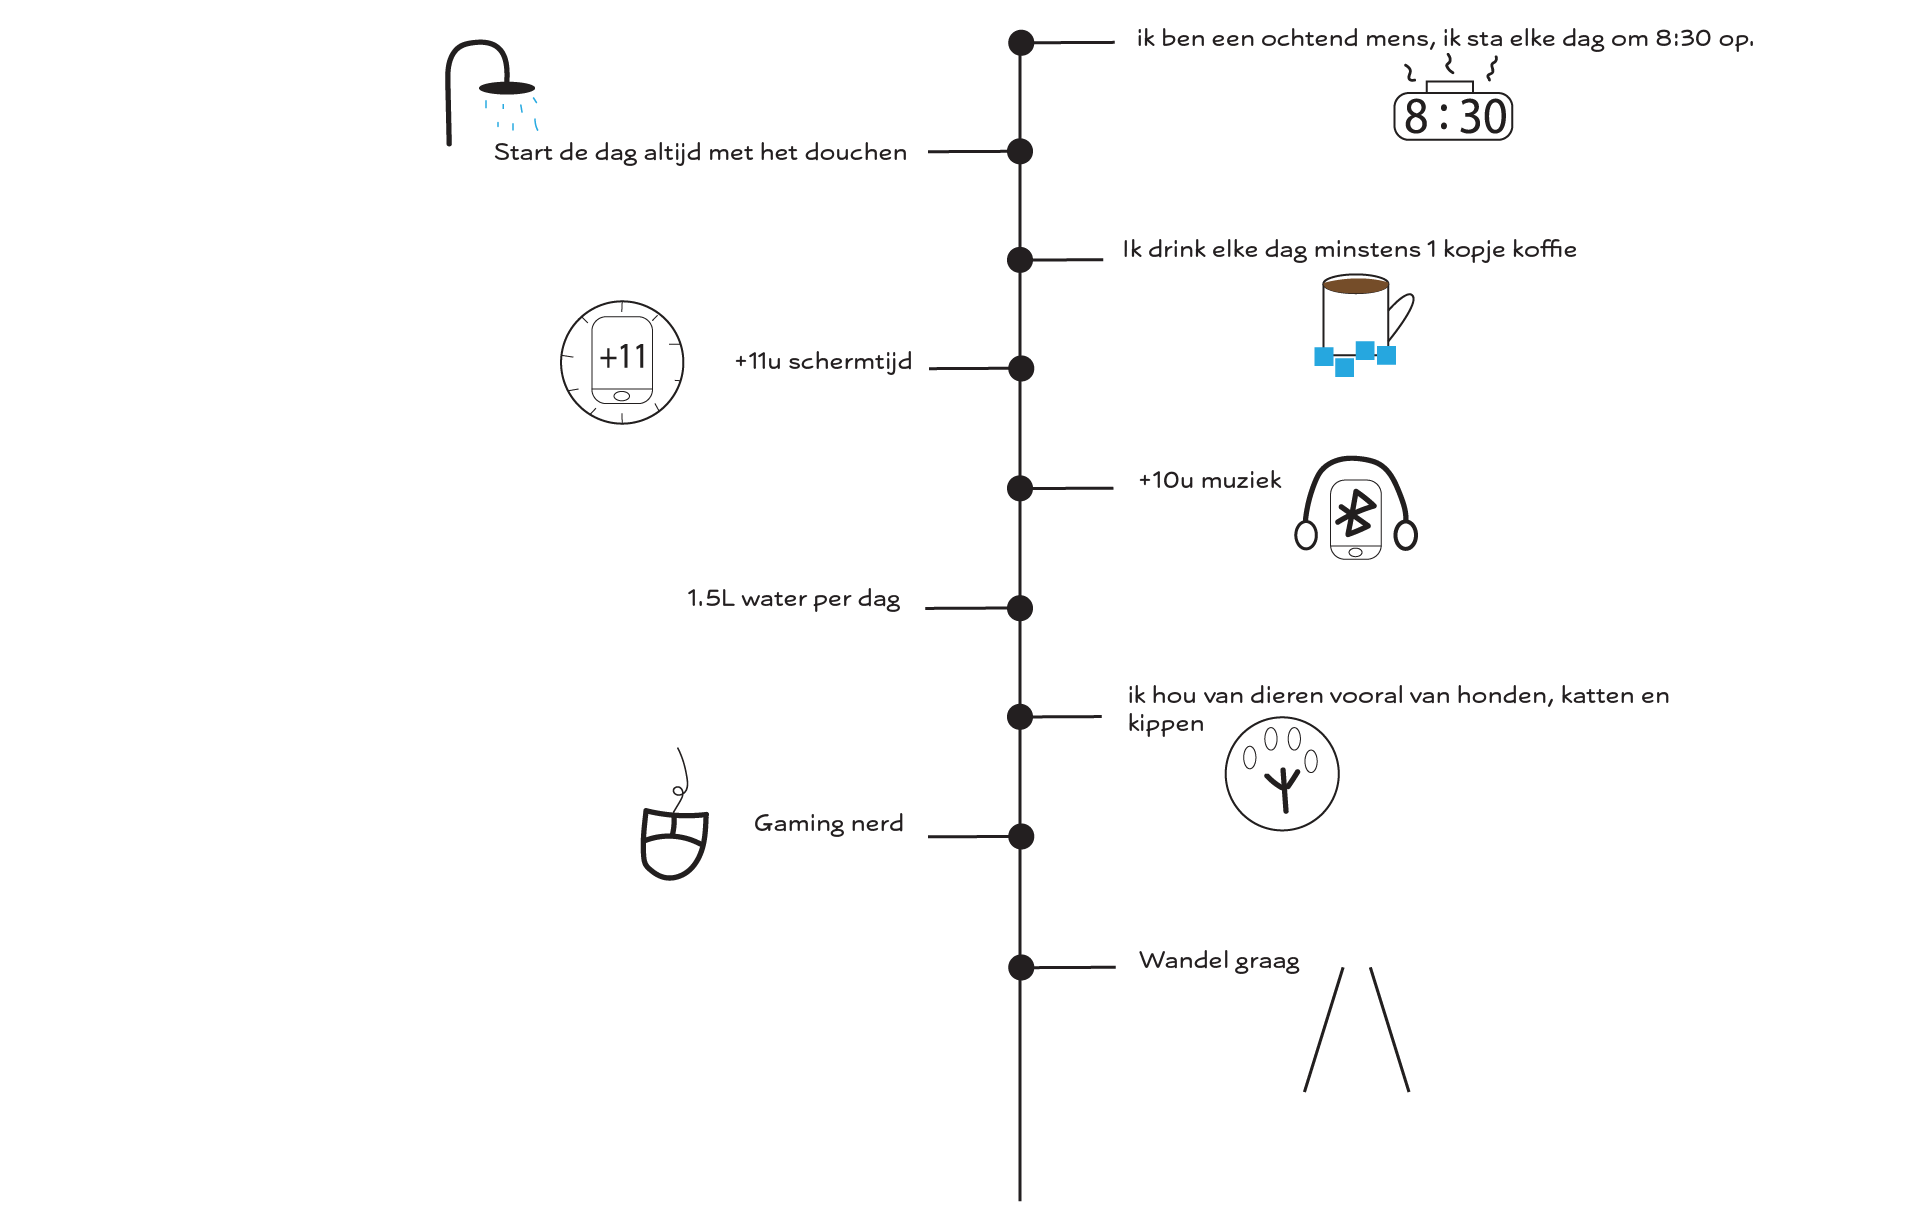 ik ben een ochtend mens, ik sta elke dag om 8:30 op.
8:30
Start de dag altijd met het douchen
Ik drink elke dag minstens 1 kopje koffie
+11
+11u schermtijd
+10u muziek
1.5L water per dag
ik hou van dieren vooral van honden, katten en
kippen
Gaming nerd
Wandel graag